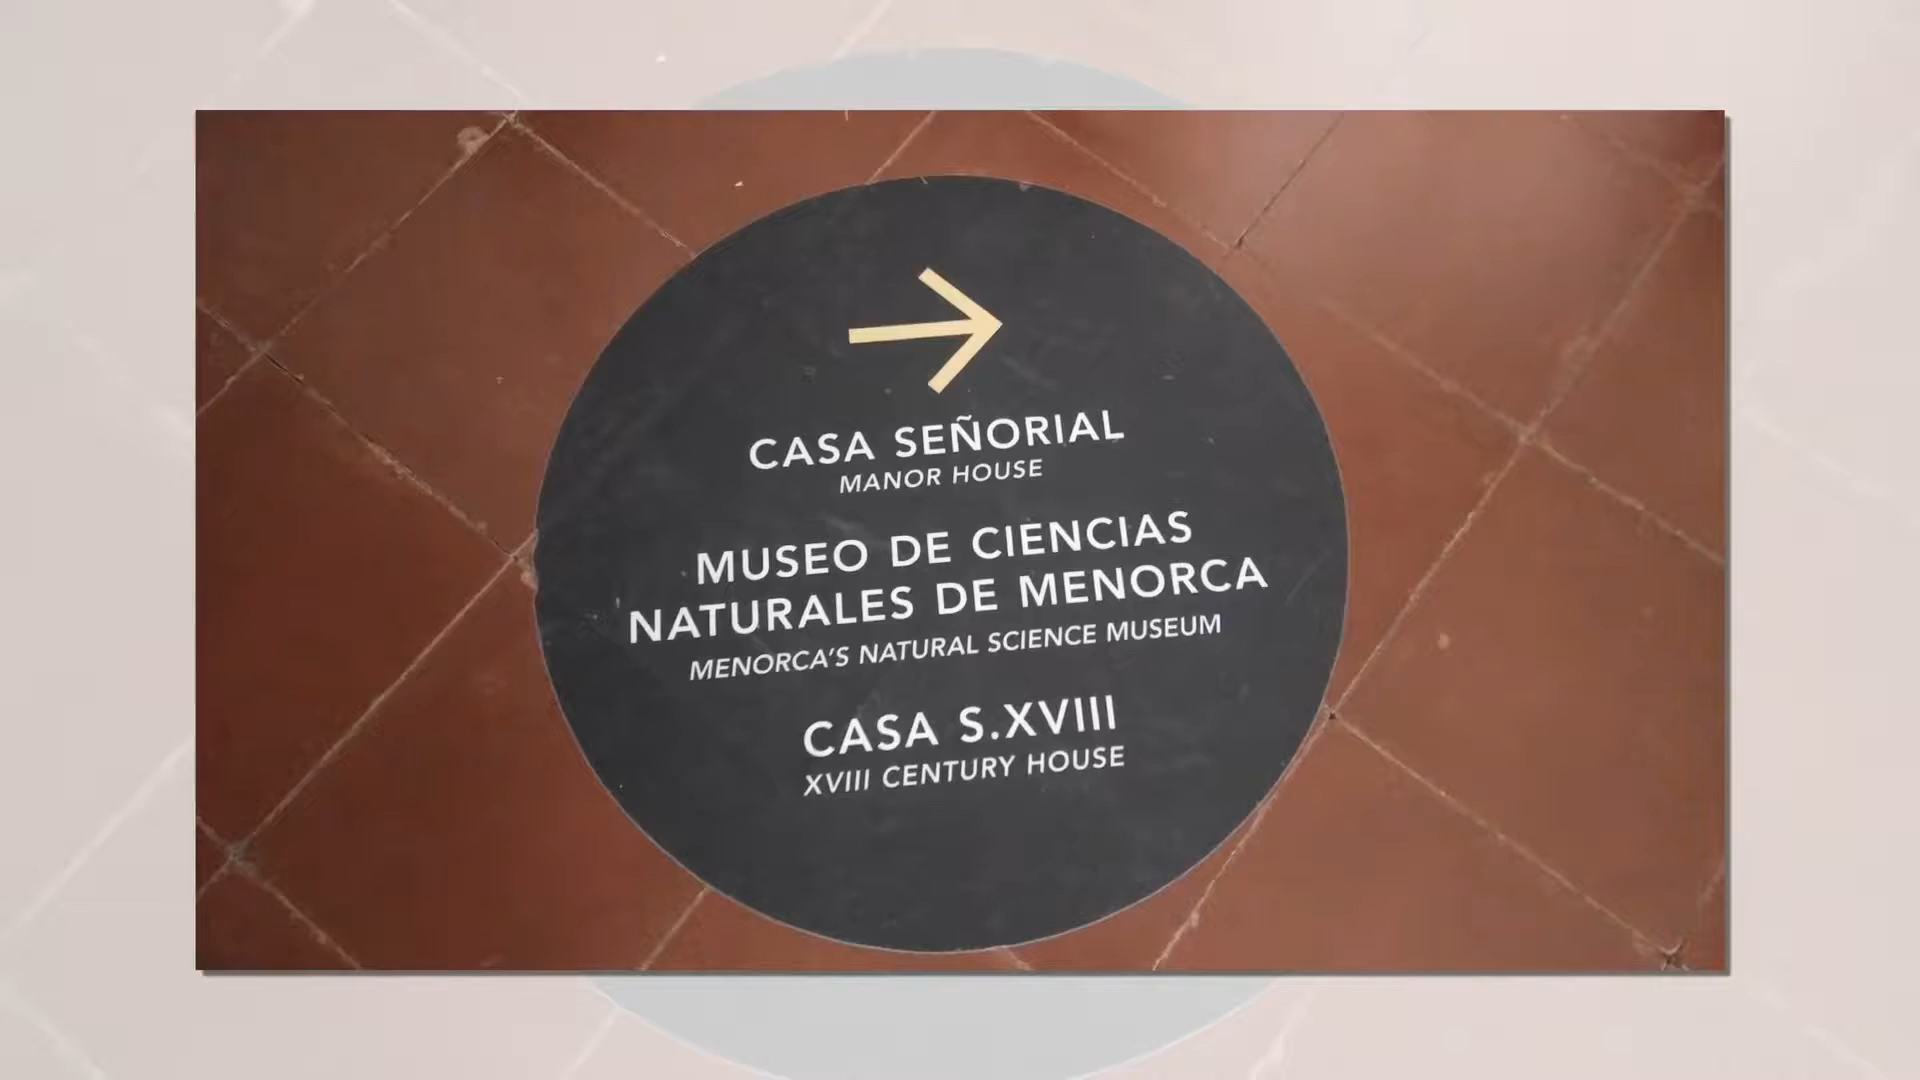 CASA SEÑORIAL
MANOR HOUSE
MUSEO DE CIENCIAS
NATURALES DE MENORCA
MENORCA'S NATURAL SCIENCE MUSEUM
CASA S.XVIII
XVIII CENTURY HOUSE